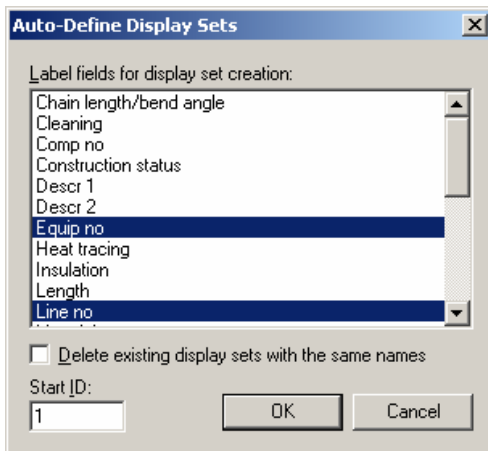 Auto-Define Display Sets
Label fields for display set creation:
Chain length/bend angle
Cleaning
Comp no
Construction status
Descr 1
Descr 2
Equip no
Heat tracing
Insulation
Length
Line no
Delete existing display sets with the same names
Start ID:
1
OK Cancel